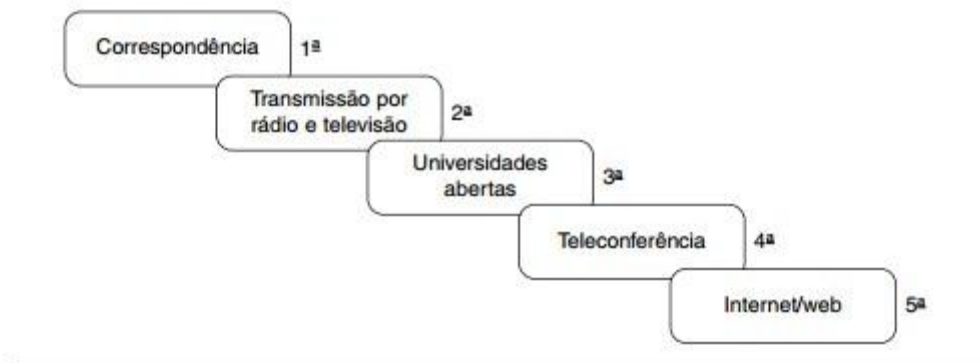 Correspondência 1ª
Transmissão por
rádio e televisão 2ª
Universidades
abertas 3ª
Teleconferência 4ª
Internet/web 5ª